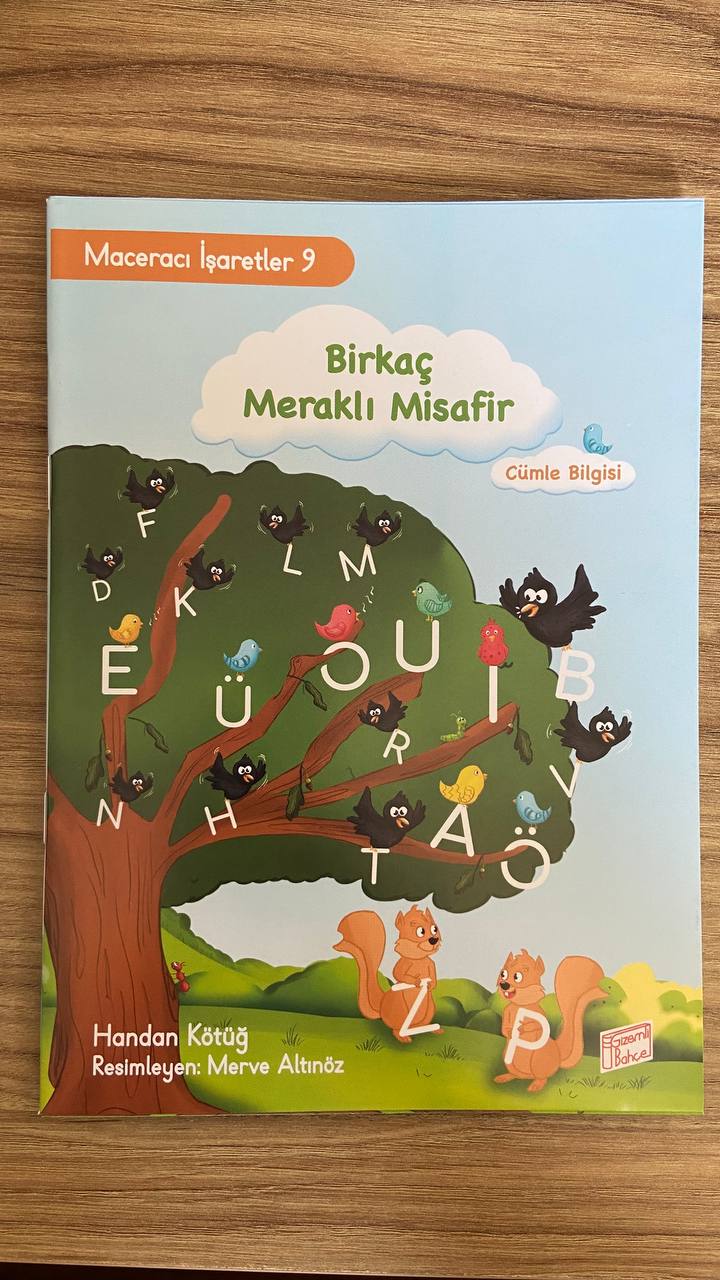 Maceracı İşaretler 9
Birkaç
Meraklı Misafir
Cümle Bilgisi
F
L M
D K
E Ü O U I B
R V
N H
T A Ö
Z P
Handan Kötüğ
Resimleyen: Merve Altınöz
Gizemli
Bahçe